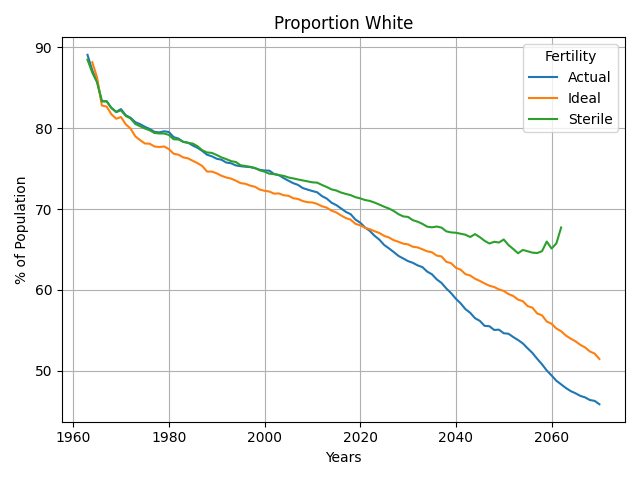 Proportion White
Fertility
Actual
Ideal
Sterile
% of Population
90
80
70
60
50
1960
1980
2000
2020
2040
2060
Years